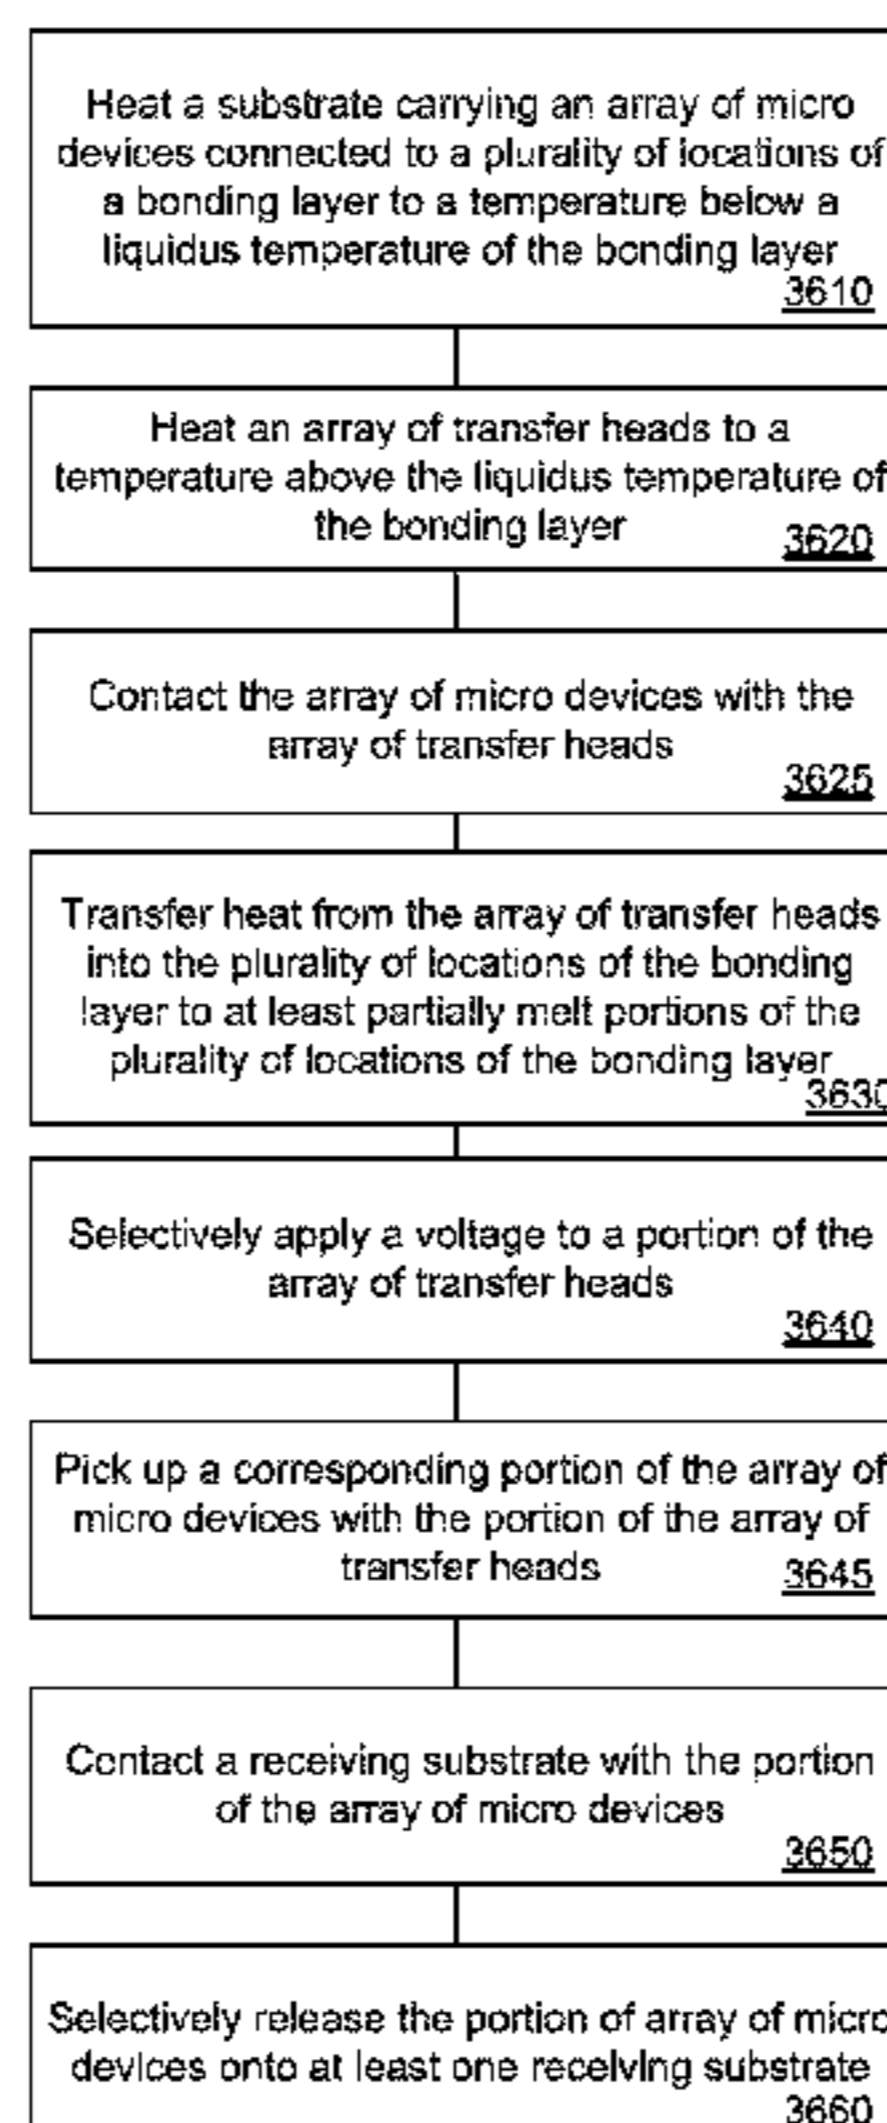 Heat a substrate carrying an array of micro
devices connected to a plurality of locations of
a bonding layer to a temperature below a
liquidus temperature of the bonding layer
3610
Heat an array of transfer heads to a
temperature above the liquidus temperature of
the bonding layer
3620
Contact the array of micro devices with the
array of transfer heads
3625
Transfer heat from the array of transfer heads
into the plurality of locations of the bonding
layer to at least partially melt portions of the
plurality of locations of the bonding layer
3630
Selectively apply a voltage to a portion of the
array of transfer heads
3640
Pick up a corresponding portion of the array of
micro devices with the portion of the array of
transfer heads
3645
Contact a receiving substrate with the portion
of the array of micro devices
3650
Selectively release the portion of array of micro
devices onto at least one receiving substrate
3660